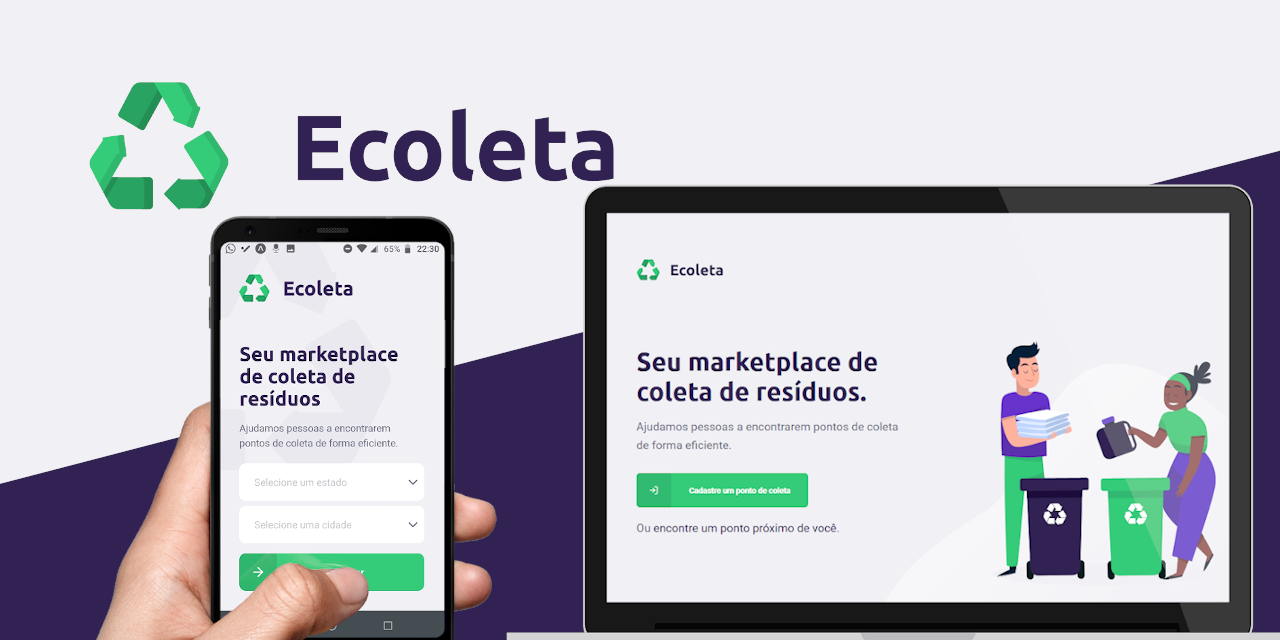 Ecoleta
65% 22:30
Ecoleta
Seu marketplace
de coleta de
resíduos
Ajudamos pessoas a encontrarem
pontos de coleta de forma eficiente.
Selecione um estado
Selecione uma cidade
Ecoleta
Seu marketplace de
coleta de resíduos.
Ajudamos pessoas a encontrarem pontos de coleta
de forma eficiente.
Cadastre um ponto de coleta
Ou encontre um ponto próximo de você.